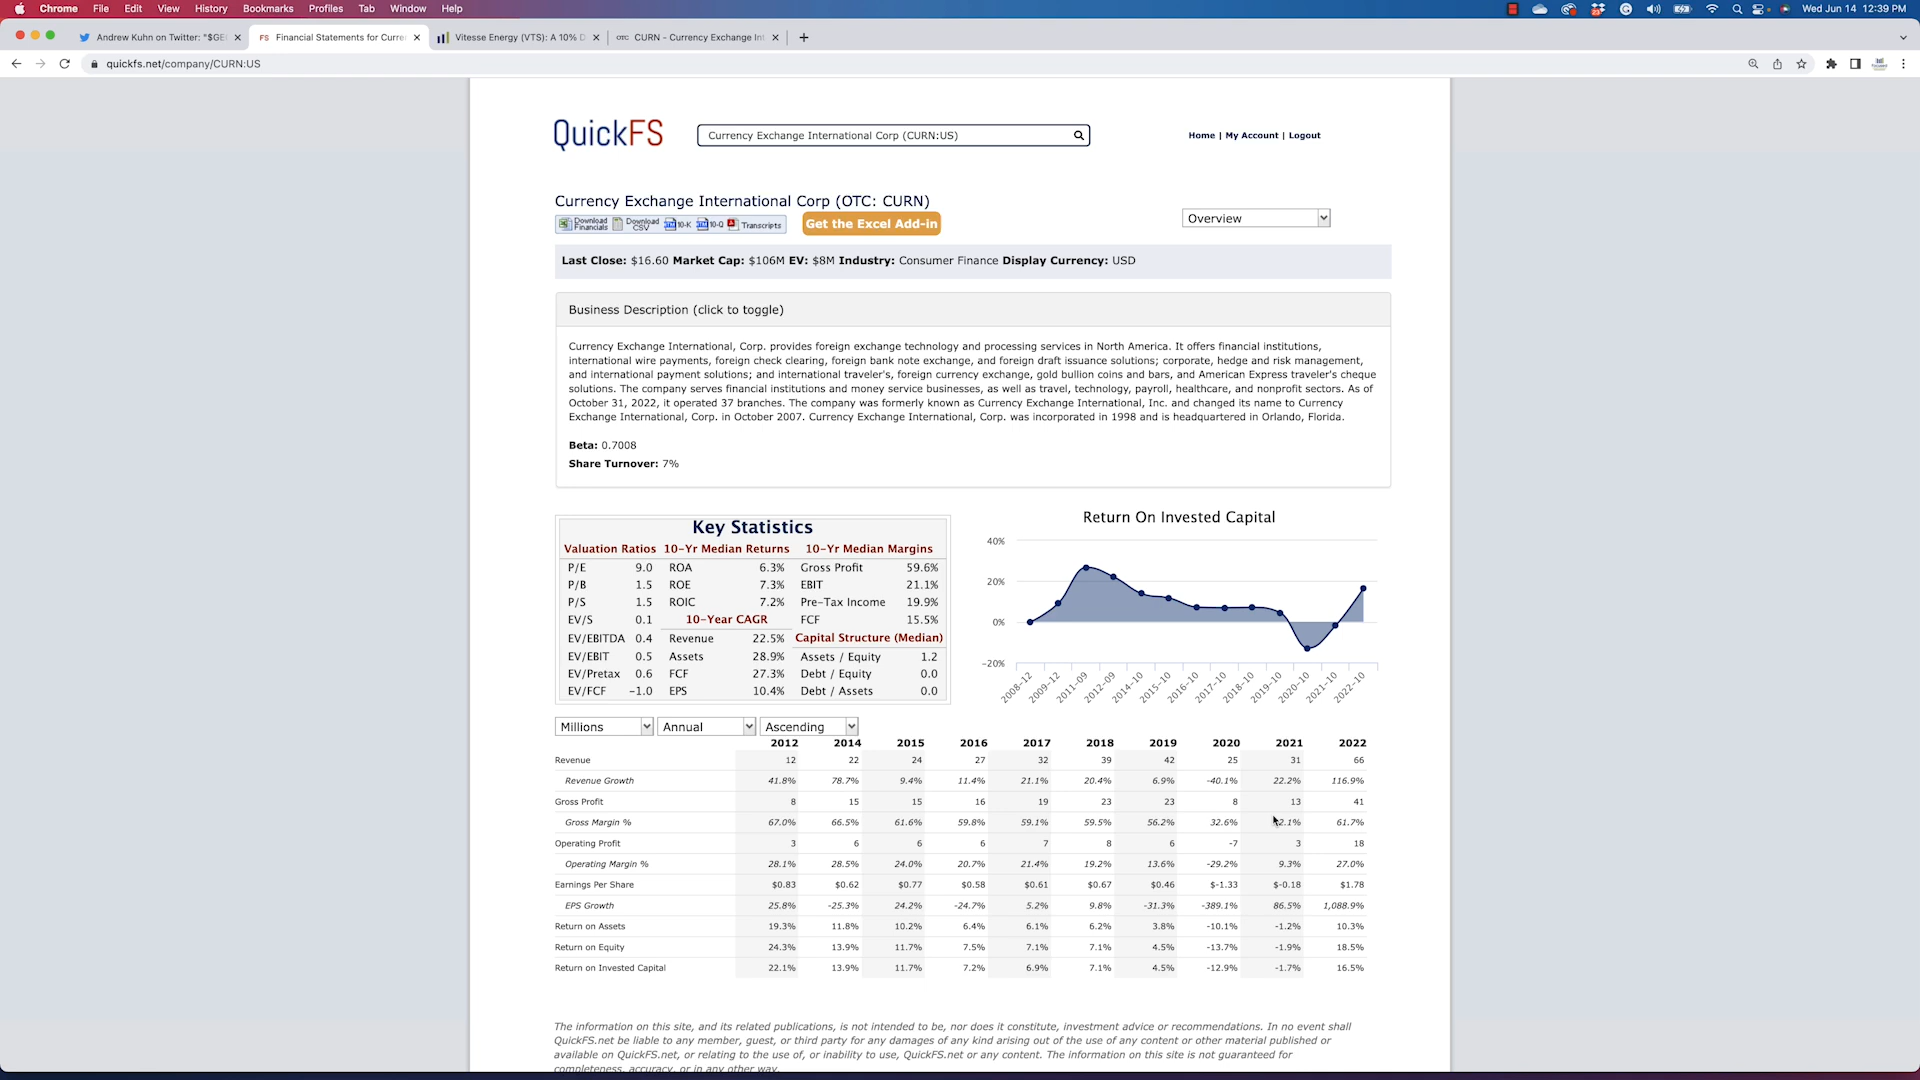 Chrome File Edit View History Bookmarks Profiles Tab Window Help Wed Jun 14 12:39 PM
Andrew Kuhn on Twitter: "$GE FS Financial Statements for Curre Vitesse Energy (VTS): A 10% D OTC CURN - Currency Exchange Int
quickfs.net/company/CURN:US
QuickFS
Currency Exchange International Corp (CURN:US)
Home | My Account | Logout
Currency Exchange International Corp (OTC: CURN)
Download Financials Download CSV 10-K 10-Q Transcripts
Get the Excel Add-in
Overview
Last Close: $16.60 Market Cap: $106M EV: $8M Industry: Consumer Finance Display Currency: USD
Business Description (click to toggle)
Currency Exchange International, Corp. provides foreign exchange technology and processing services in North America. It offers financial institutions,
international wire payments, foreign check clearing, foreign bank note exchange, and foreign draft issuance solutions; corporate, hedge and risk management,
and international payment solutions; and international traveler's, foreign currency exchange, gold bullion coins and bars, and American Express traveler's cheque
solutions. The company serves financial institutions and money service businesses, as well as travel, technology, payroll, healthcare, and nonprofit sectors. As of
October 31, 2022, it operated 37 branches. The company was formerly known as Currency Exchange International, Inc. and changed its name to Currency
Exchange International, Corp. in October 2007. Currency Exchange International, Corp. was incorporated in 1998 and is headquartered in Orlando, Florida.
Beta: 0.7008
Share Turnover: 7%
Key Statistics
Valuation Ratios 10-Yr Median Returns 10-Yr Median Margins
P/E 9.0 ROA 6.3% Gross Profit 59.6%
P/B 1.5 ROE 7.3% EBIT 21.1%
P/S 1.5 ROIC 7.2% Pre-Tax Income 19.9%
EV/S 0.1 10-Year CAGR FCF 15.5%
EV/EBITDA 0.4 Revenue 22.5% Capital Structure (Median)
EV/EBIT 0.5 Assets 28.9% Assets / Equity 1.2
EV/Pretax 0.6 FCF 27.3% Debt / Equity 0.0
EV/FCF -1.0 EPS 10.4% Debt / Assets 0.0
Return On Invested Capital
40%
20%
0%
-20%
2008-12 2009-12 2011-09 2012-09 2014-10 2015-10 2016-10 2017-10 2018-10 2019-10 2020-10 2021-10 2022-10
Millions Annual Ascending
2012 2014 2015 2016 2017 2018 2019 2020 2021 2022
Revenue 12 22 24 27 32 39 42 25 31 66
Revenue Growth 41.8% 78.7% 9.4% 11.4% 21.1% 20.4% 6.9% -40.1% 22.2% 116.9%
Gross Profit 8 15 15 16 19 23 23 8 13 41
Gross Margin % 67.0% 66.5% 61.6% 59.8% 59.1% 59.5% 56.2% 32.6% 2.1% 61.7%
Operating Profit 3 6 6 6 7 8 6 -7 3 18
Operating Margin % 28.1% 28.5% 24.0% 20.7% 21.4% 19.2% 13.6% -29.2% 9.3% 27.0%
Earnings Per Share $0.83 $0.62 $0.77 $0.58 $0.61 $0.67 $0.46 $-1.33 $-0.18 $1.78
EPS Growth 25.8% -25.3% 24.2% -24.7% 5.2% 9.8% -31.3% -389.1% 86.5% 1,088.9%
Return on Assets 19.3% 11.8% 10.2% 6.4% 6.1% 6.2% 3.8% -10.1% -1.2% 10.3%
Return on Equity 24.3% 13.9% 11.7% 7.5% 7.1% 7.1% 4.5% -13.7% -1.9% 18.5%
Return on Invested Capital 22.1% 13.9% 11.7% 7.2% 6.9% 7.1% 4.5% -12.9% -1.7% 16.5%
The information on this site, and its related publications, is not intended to be, nor does it constitute, investment advice or recommendations. In no event shall
QuickFS.net be liable to any member, guest, or third party for any damages of any kind arising out of the use of any content or other material published or
available on QuickFS.net, or relating to the use of, or inability to use, QuickFS.net or any content. The information on this site is not guaranteed for
completeness, accuracy, or in any other way.